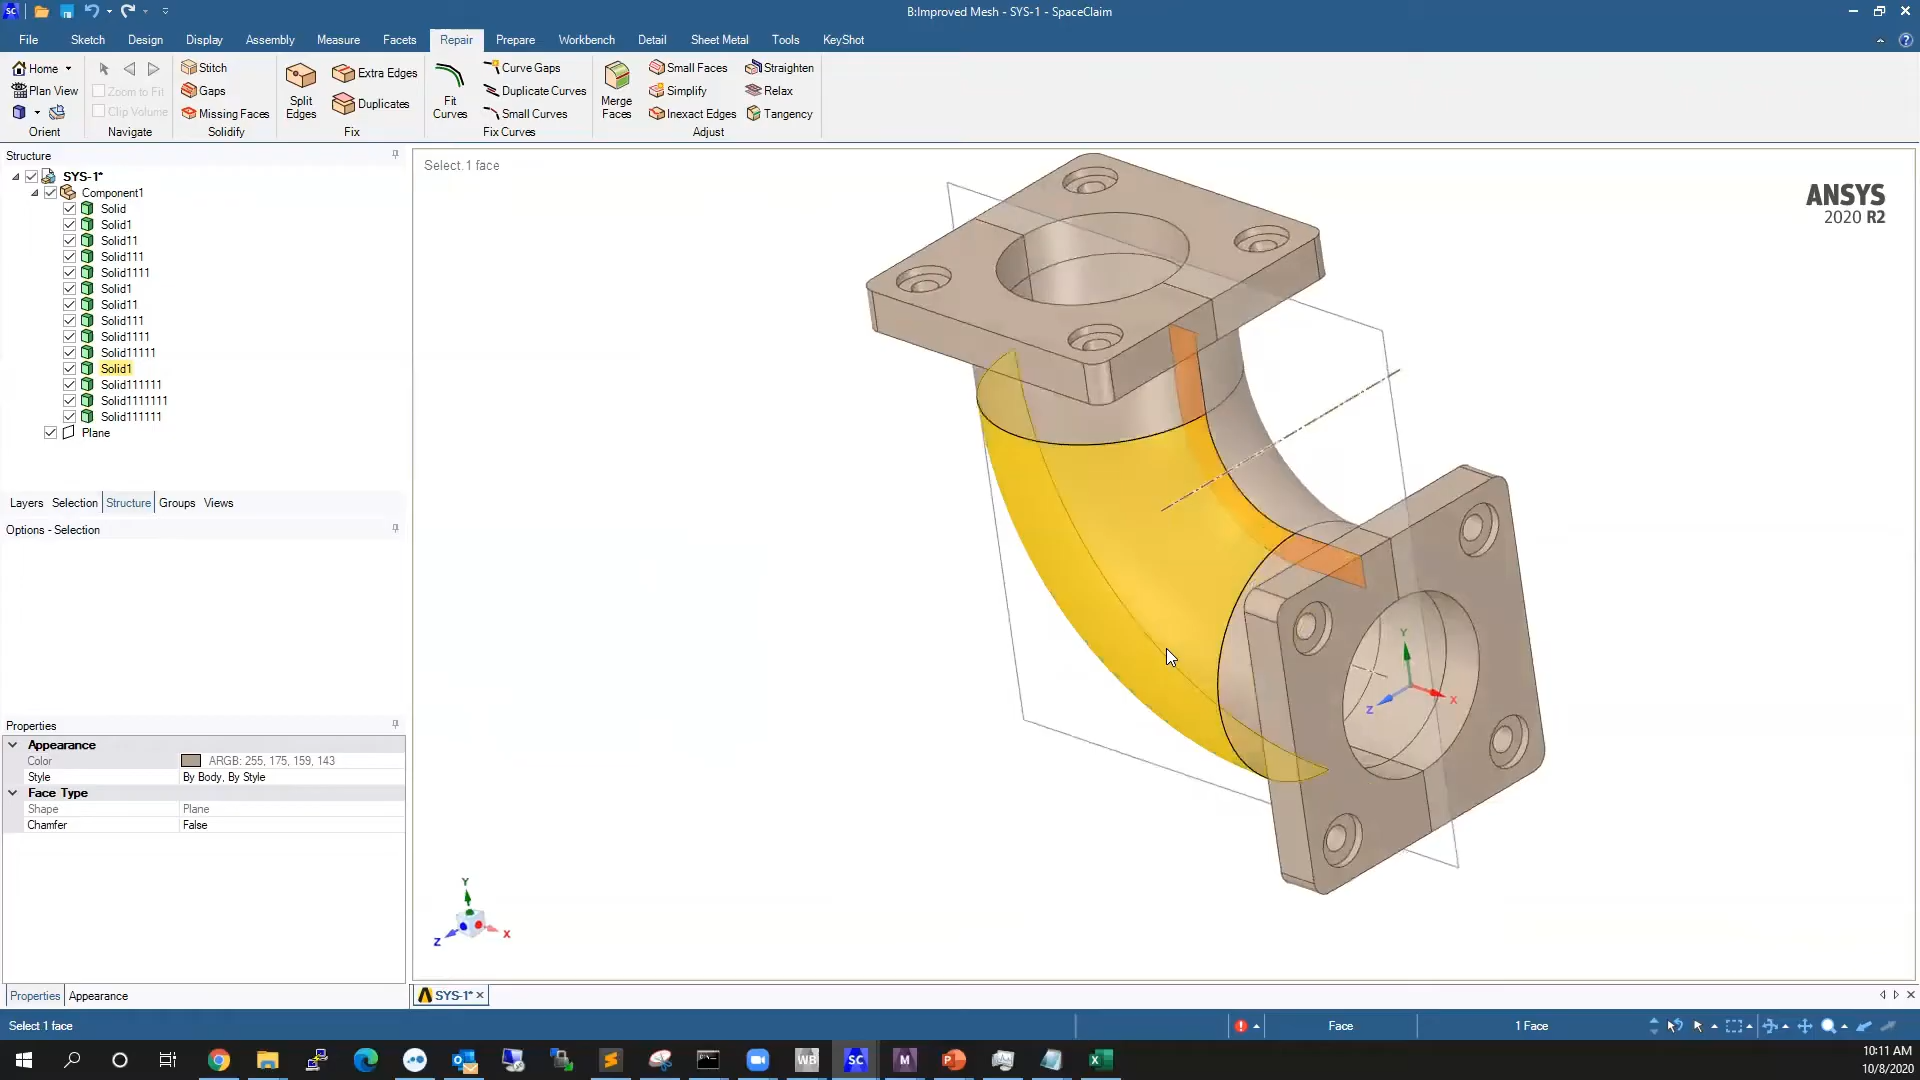 B:Improved Mesh - SYS-1 - SpaceClaim
SC
File Sketch Design Display Assembly Measure Facets Repair Prepare Workbench Detail Sheet Metal Tools KeyShot
Home
Plan View
Orient
Zoom to Fit
Clip Volume
Navigate
Stitch
Gaps
Missing Faces
Solidify
Split Edges
Extra Edges
Duplicates
Fix
Fit Curves
Curve Gaps
Duplicate Curves
Small Curves
Fix Curves
Merge Faces
Small Faces
Simplify
Inexact Edges
Straighten
Relax
Tangency
Adjust
Structure
SYS-1*
Component1
Solid
Solid1
Solid11
Solid111
Solid1111
Solid1
Solid11
Solid111
Solid1111
Solid11111
Solid1
Solid111111
Solid1111111
Solid111111
Plane
Layers Selection Structure Groups Views
Options - Selection
Properties
Appearance
Color ARGB: 255, 175, 159, 143
Style By Body, By Style
Face Type
Shape Plane
Chamfer False
Properties Appearance
Select 1 face
ANSYS
2020 R2
Y
X
Z
Y
Z
X
SYS-1*
Select 1 face
Face
1 Face
WB
SC
M
10:11 AM
10/8/2020